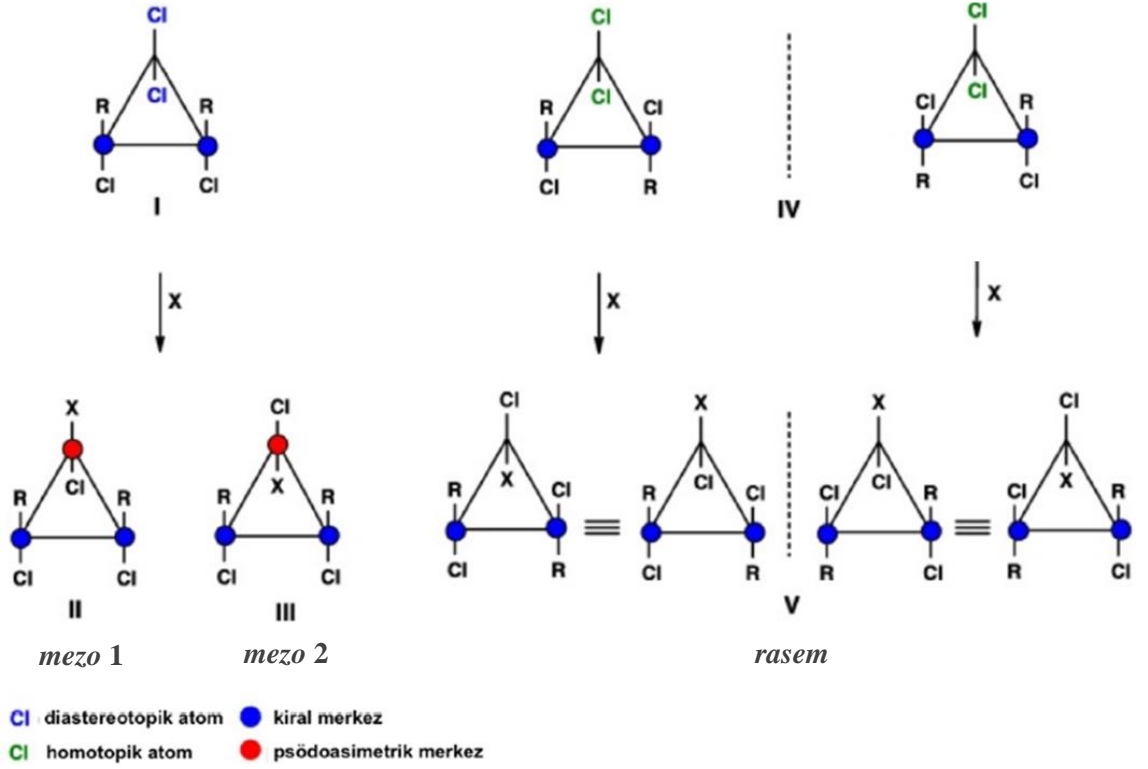 Cl Cl Cl
Cl Cl Cl
R R R Cl Cl R
Cl Cl Cl R R Cl
I IV
X X X
X Cl Cl X X Cl
Cl X X Cl Cl X
R R R R R Cl R Cl Cl R Cl R
Cl Cl Cl Cl Cl R Cl R R Cl R Cl
II III V
mezo 1 mezo 2 rasem
Cl diastereotopik atom kiral merkez
Cl homotopik atom psödoasimetrik merkez